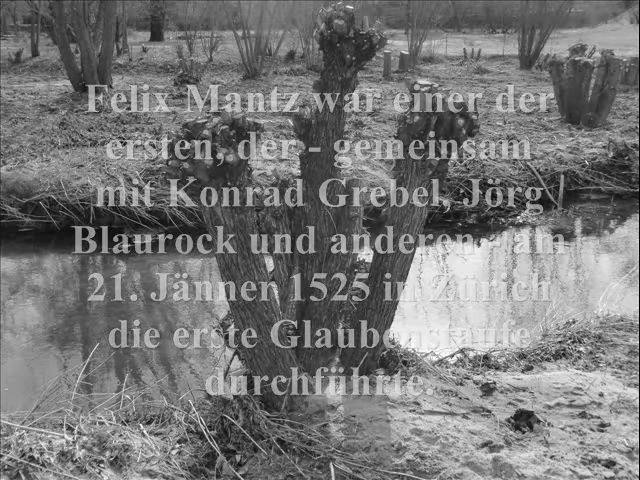 Felix Mantz war einer der
ersten, der - gemeinsam
mit Konrad Grebel, Jörg
Blaurock und anderen, am
21. Jänner 1525 in Zürich
die erste Glaubenstaufe
durchführte.